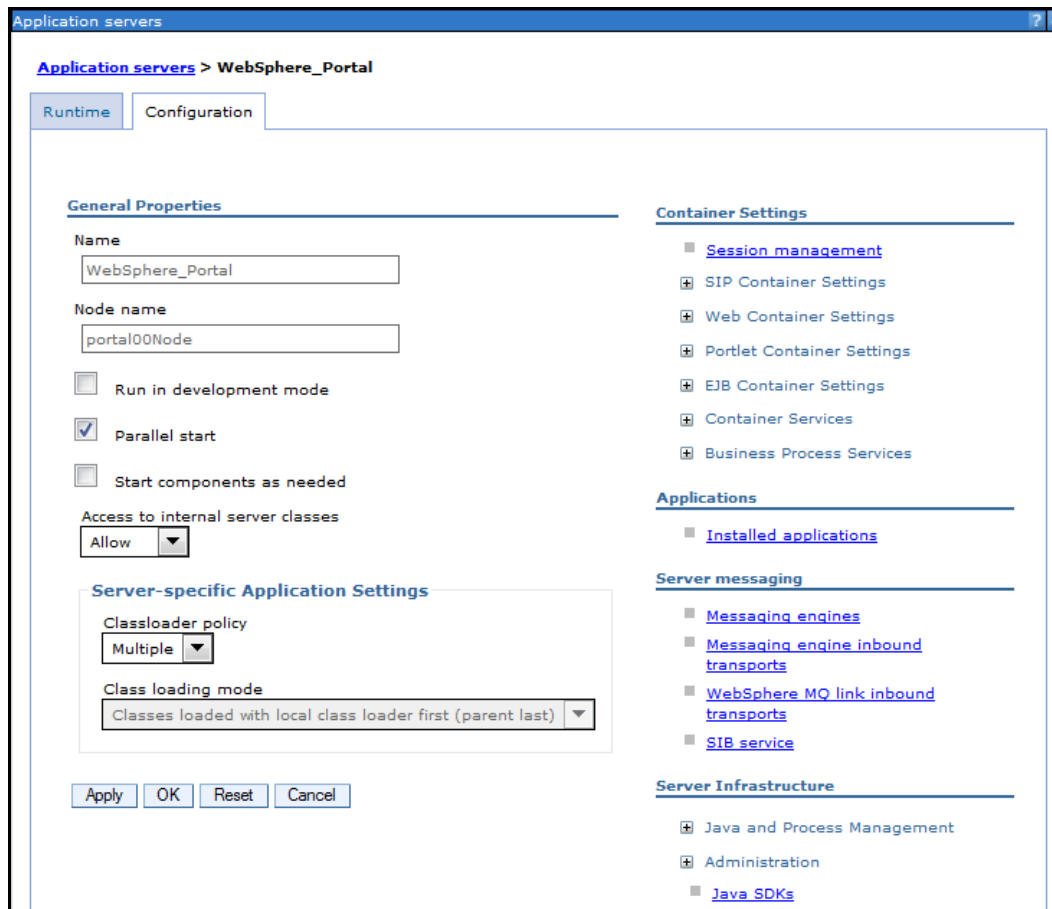 Application servers ?
Application servers > WebSphere_Portal
Runtime Configuration
General Properties
Name
WebSphere_Portal
Node name
portal00Node
Run in development mode
Parallel start
Start components as needed
Access to internal server classes
Allow
Server-specific Application Settings
Classloader policy
Multiple
Class loading mode
Classes loaded with local class loader first (parent last)
Apply OK Reset Cancel
Container Settings
Session management
SIP Container Settings
Web Container Settings
Portlet Container Settings
EJB Container Settings
Container Services
Business Process Services
Applications
Installed applications
Server messaging
Messaging engines
Messaging engine inbound
transports
WebSphere MQ link inbound
transports
SIB service
Server Infrastructure
Java and Process Management
Administration
Java SDKs